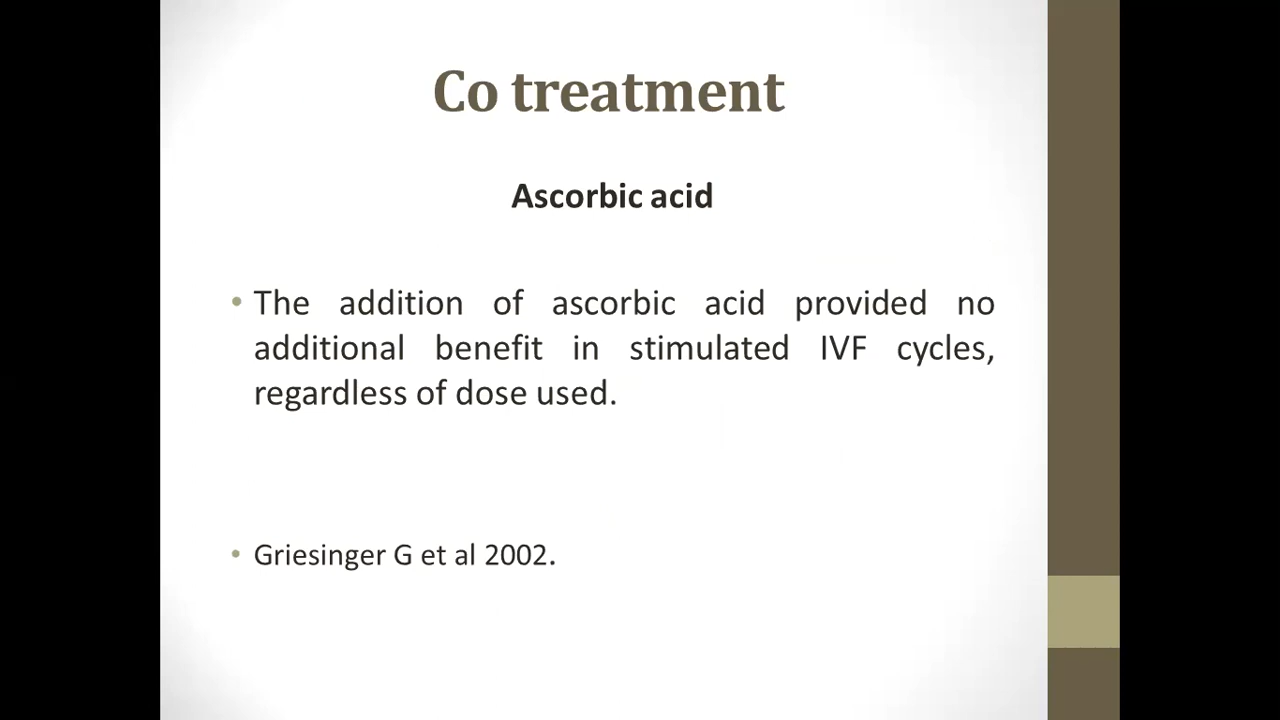 Co treatment
Ascorbic acid
• The addition of ascorbic acid provided no
additional benefit in stimulated IVF cycles,
regardless of dose used.
• Griesinger G et al 2002.